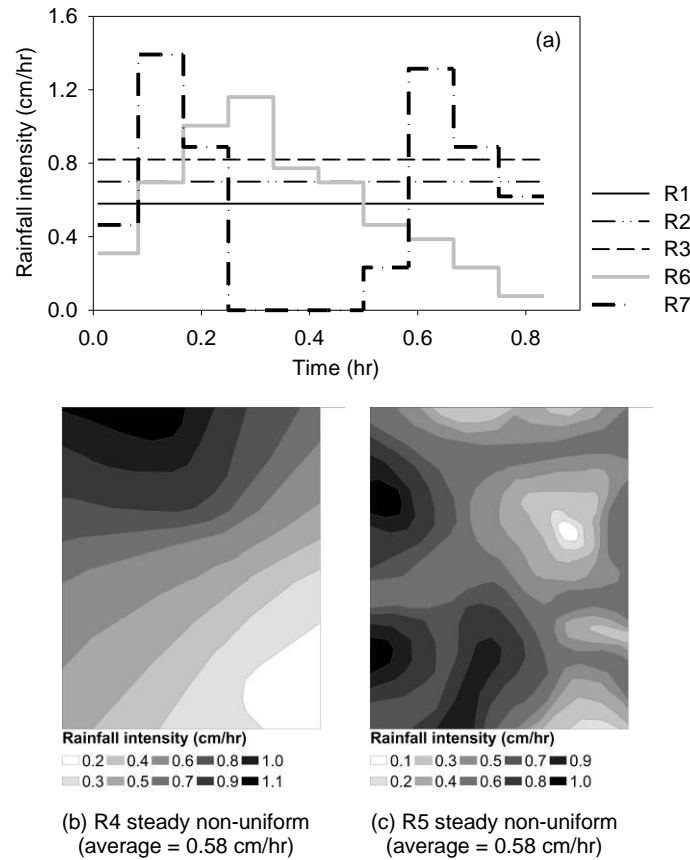 1.6
(a)
1.2
0.8
0.4
0.0
Rainfall intensity (cm/hr)
0.0 0.2 0.4 0.6 0.8
Time (hr)
R1
R2
R3
R6
R7
Rainfall intensity (cm/hr)
0.2 0.4 0.6 0.8 1.0
0.3 0.5 0.7 0.9 1.1
(b) R4 steady non-uniform
(average = 0.58 cm/hr)
Rainfall intensity (cm/hr)
0.1 0.3 0.5 0.7 0.9
0.2 0.4 0.6 0.8 1.0
(c) R5 steady non-uniform
(average = 0.58 cm/hr)